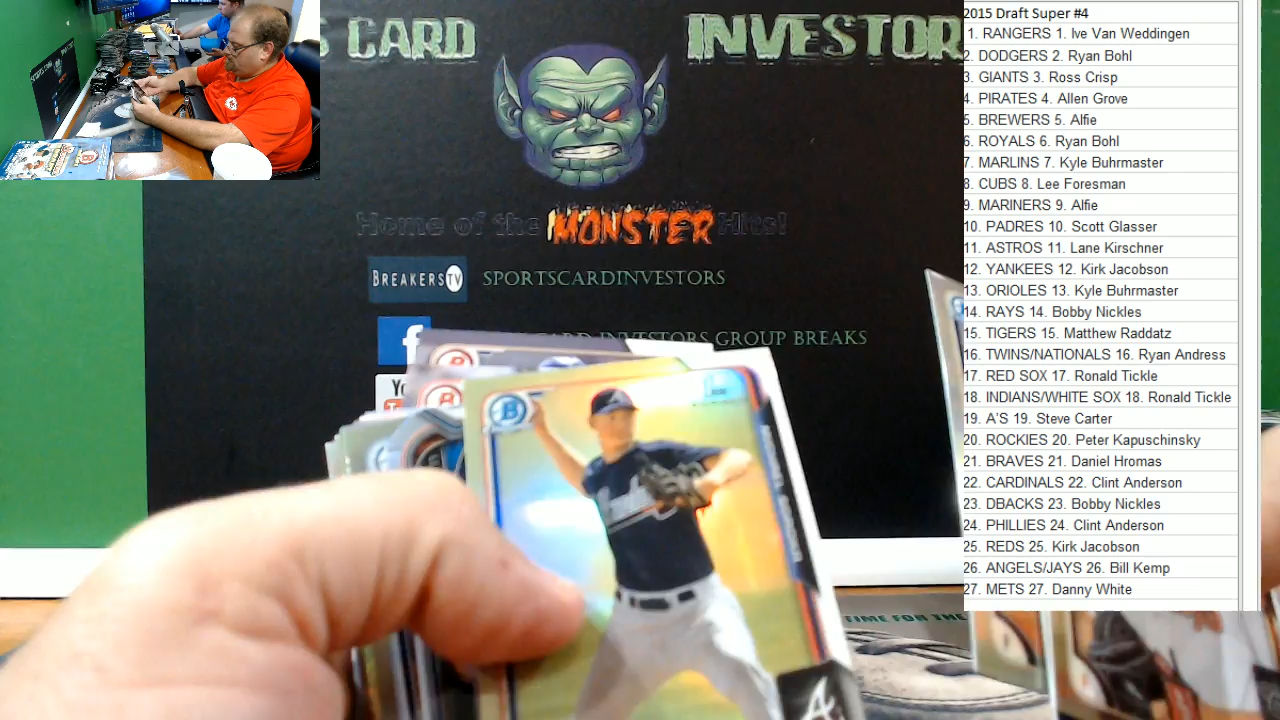 S CARD INVESTOR
Home of the MONSTER Hits!
BREAKERSTV SPORTSCARDINVESTORS
f CARD INVESTORS GROUP BREAKS
Yo
B
A
TIME FOR THE
2015 Draft Super #4
1. RANGERS 1. Ive Van Weddingen
2. DODGERS 2. Ryan Bohl
3. GIANTS 3. Ross Crisp
4. PIRATES 4. Allen Grove
5. BREWERS 5. Alfie
6. ROYALS 6. Ryan Bohl
7. MARLINS 7. Kyle Buhrmaster
8. CUBS 8. Lee Foresman
9. MARINERS 9. Alfie
10. PADRES 10. Scott Glasser
11. ASTROS 11. Lane Kirschner
12. YANKEES 12. Kirk Jacobson
13. ORIOLES 13. Kyle Buhrmaster
14. RAYS 14. Bobby Nickles
15. TIGERS 15. Matthew Raddatz
16. TWINS/NATIONALS 16. Ryan Andress
17. RED SOX 17. Ronald Tickle
18. INDIANS/WHITE SOX 18. Ronald Tickle
19. A'S 19. Steve Carter
20. ROCKIES 20. Peter Kapuschinsky
21. BRAVES 21. Daniel Hromas
22. CARDINALS 22. Clint Anderson
23. DBACKS 23. Bobby Nickles
24. PHILLIES 24. Clint Anderson
25. REDS 25. Kirk Jacobson
26. ANGELS/JAYS 26. Bill Kemp
27. METS 27. Danny White